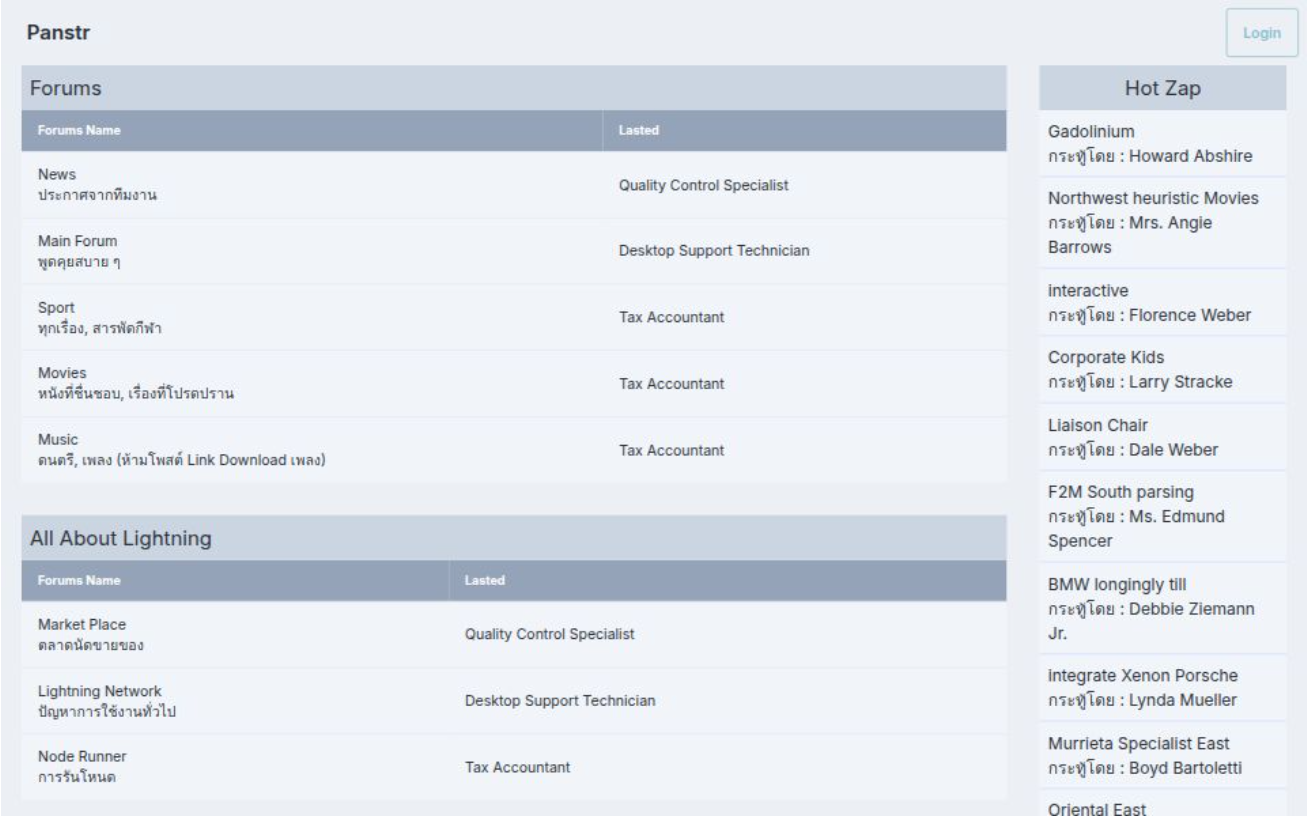 Panstr
Login
Forums
Forums Name
Lasted
News
ประกาศจากทีมงาน
Quality Control Specialist
Main Forum
พูดคุยสบาย ๆ
Desktop Support Technician
Sport
ทุกเรื่อง, สารพัดกีฬา
Tax Accountant
Movies
หนังที่ชื่นชอบ, เรื่องที่โปรดปราน
Tax Accountant
Music
ดนตรี, เพลง (ห้ามโพสต์ Link Download เพลง)
Tax Accountant
All About Lightning
Forums Name
Lasted
Market Place
ตลาดนัดขายของ
Quality Control Specialist
Lightning Network
ปัญหาการใช้งานทั่วไป
Desktop Support Technician
Node Runner
การรันโหนด
Tax Accountant
Hot Zap
Gadolinium
กระทู้โดย : Howard Abshire
Northwest heuristic Movies
กระทู้โดย : Mrs. Angie
Barrows
interactive
กระทู้โดย : Florence Weber
Corporate Kids
กระทู้โดย : Larry Stracke
Liaison Chair
กระทู้โดย : Dale Weber
F2M South parsing
กระทู้โดย : Ms. Edmund
Spencer
BMW longingly till
กระทู้โดย : Debbie Ziemann
Jr.
integrate Xenon Porsche
กระทู้โดย : Lynda Mueller
Murrieta Specialist East
กระทู้โดย : Boyd Bartoletti
Oriental East